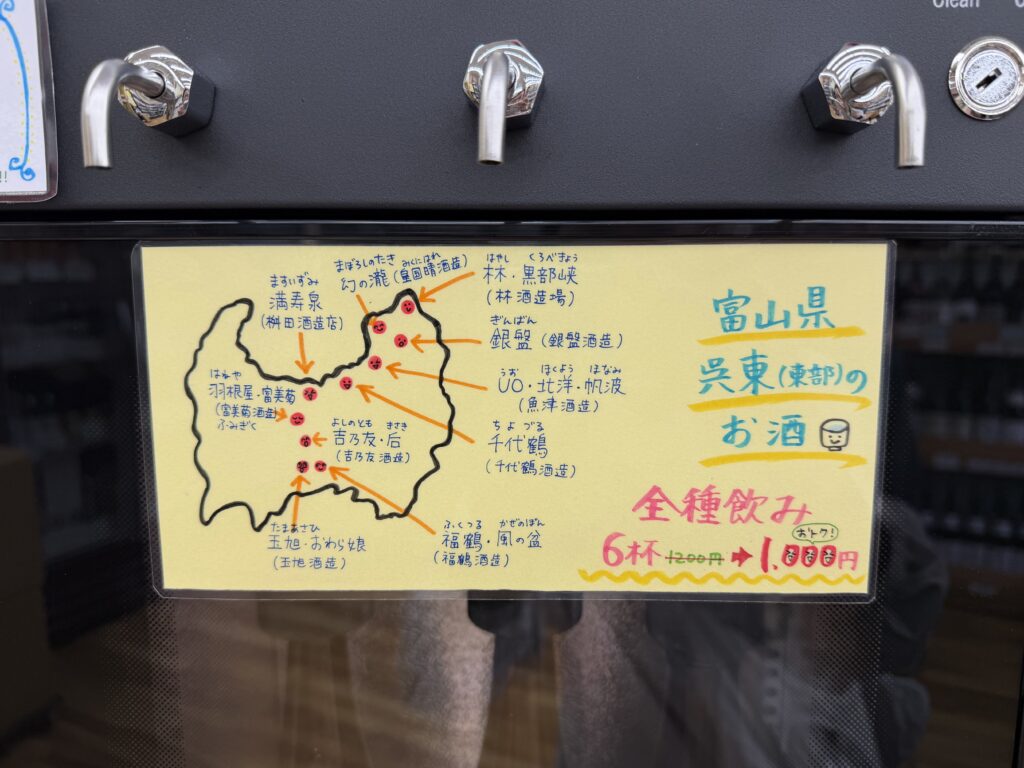 Clean
!!
ますいずみ
満寿泉
(桝田酒造店)
まぼろしのたき みくにはれ
幻の瀧(皇国晴酒造)
はやし くろべきょう
林・黒部峡
(林酒造場)
ぎんばん
銀盤(銀盤酒造)
うお ほくよう ほなみ
UO・北洋・帆波
(魚津酒造)
ちよづる
千代鶴
(千代鶴酒造)
はねや
羽根屋・富美菊
(富美菊酒造)
ふみぎく
よしのとも きさき
吉乃友・后
(吉乃友酒造)
たまあさひ
玉旭・おわら娘
(玉旭酒造)
ふくつる かぜのぼん
福鶴・風の盆
(福鶴酒造)
富山県
呉東(東部)の
お酒
全種飲み
おトク!
6杯 1200円 ➡ 1.000円